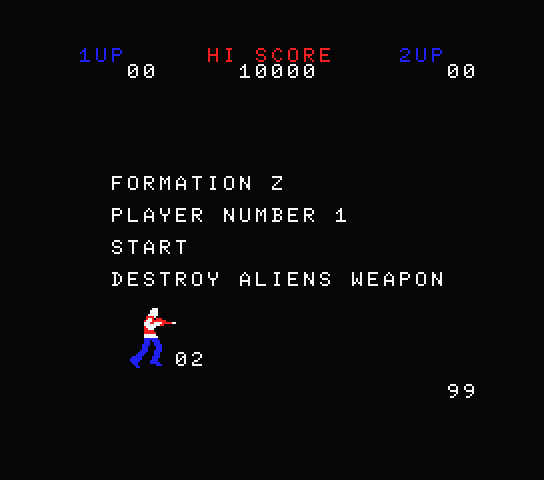 1UP HI SCORE 2UP
00 10000 00
FORMATION Z
PLAYER NUMBER 1
START
DESTROY ALIENS WEAPON
02
99